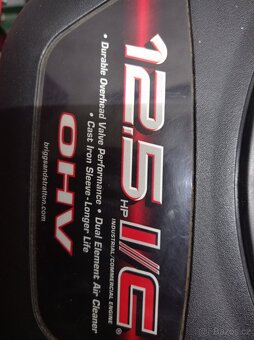 12.5 HP I/C®
INDUSTRIAL/COMMERCIAL ENGINE
• Durable Overhead Valve Performance • Dual Element Air Cleaner
• Cast Iron Sleeve - Longer Life
OHV
briggsandstratton.com
Bazoš.cz